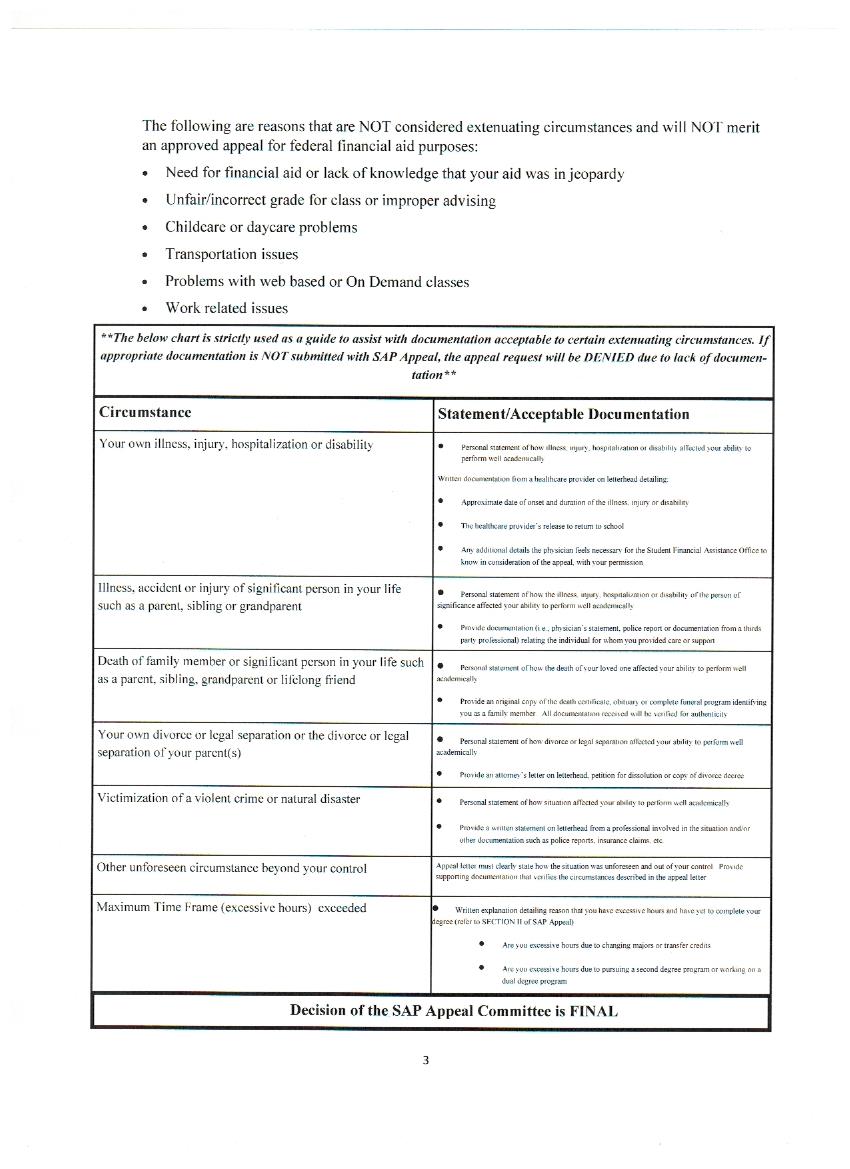 The following are reasons that are NOT considered extenuating circumstances and will NOT merit
an approved appeal for federal financial aid purposes:
• Need for financial aid or lack of knowledge that your aid was in jeopardy
• Unfair/incorrect grade for class or improper advising
• Childcare or daycare problems
• Transportation issues
• Problems with web based or On Demand classes
• Work related issues
**The below chart is strictly used as a guide to assist with documentation acceptable to certain extenuating circumstances. If
appropriate documentation is NOT submitted with SAP Appeal, the appeal request will be DENIED due to lack of documen-
tation**
Circumstance
Statement/Acceptable Documentation
Your own illness, injury, hospitalization or disability
• Personal statement of how illness, injury, hospitalization or disability affected your ability to
perform well academically
Written documentation from a healthcare provider on letterhead detailing:
• Approximate date of onset and duration of the illness, injury or disability
• The healthcare provider's release to return to school
• Any additional details the physician feels necessary for the Student Financial Assistance Office to
know in consideration of the appeal, with your permission.
Illness, accident or injury of significant person in your life
such as a parent, sibling or grandparent
• Personal statement of how the illness, injury, hospitalization or disability of the person of
significance affected your ability to perform well academically
• Provide documentation (i.e., physician's statement, police report or documentation from a thirds
party professional) relating the individual for whom you provided care or support
Death of family member or significant person in your life such
as a parent, sibling, grandparent or lifelong friend
• Personal statement of how the death of your loved one affected your ability to perform well
academically
• Provide an original copy of the death certificate, obituary or complete funeral program identifying
you as a family member. All documentation received will be verified for authenticity
Your own divorce or legal separation or the divorce or legal
separation of your parent(s)
• Personal statement of how divorce or legal separation affected your ability to perform well
academically
• Provide an attorney's letter on letterhead, petition for dissolution or copy of divorce decree
Victimization of a violent crime or natural disaster
• Personal statement of how situation affected your ability to perform well academically
• Provide a written statement on letterhead from a professional involved in the situation and/or
other documentation such as police reports, insurance claims, etc.
Other unforeseen circumstance beyond your control
Appeal letter must clearly state how the situation was unforeseen and out of your control. Provide
supporting documentation that verifies the circumstances described in the appeal letter
Maximum Time Frame (excessive hours) exceeded
• Written explanation detailing reason that you have excessive hours and have yet to complete your
degree (refer to SECTION II of SAP Appeal)
• Are you excessive hours due to changing majors or transfer credits
• Are you excessive hours due to pursuing a second degree program or working on a
dual degree program
Decision of the SAP Appeal Committee is FINAL
3